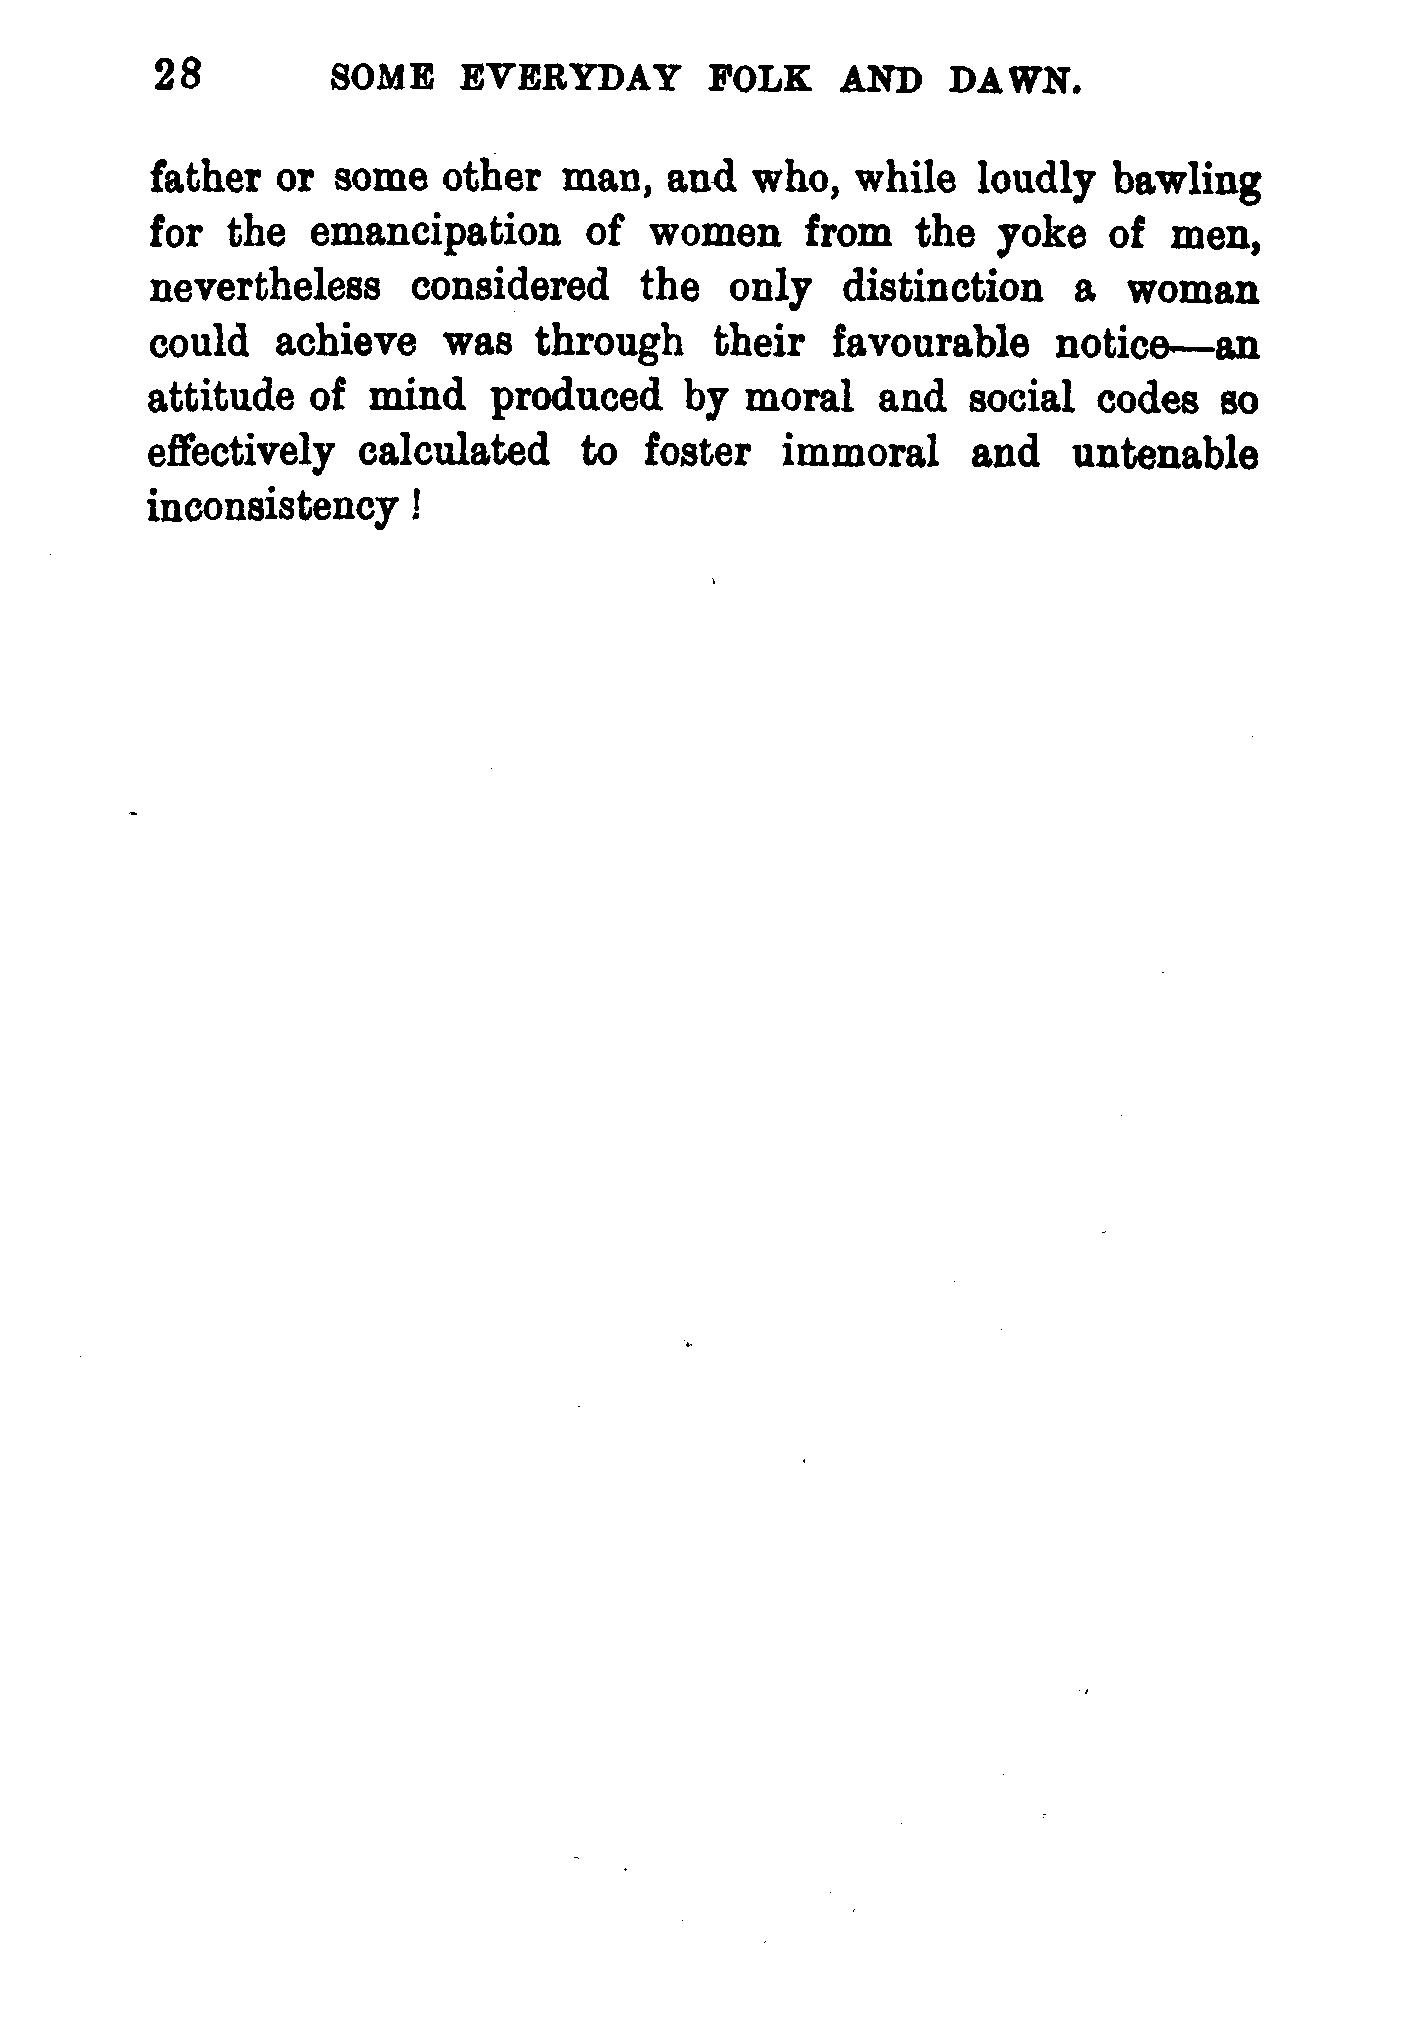 28 SOME EVERYDAY FOLK AND DAWN.
father or some other man, and who, while loudly bawling
for the emancipation of women from the yoke of men,
nevertheless considered the only distinction a woman
could achieve was through their favourable notice—an
attitude of mind produced by moral and social codes so
effectively calculated to foster immoral and untenable
inconsistency !